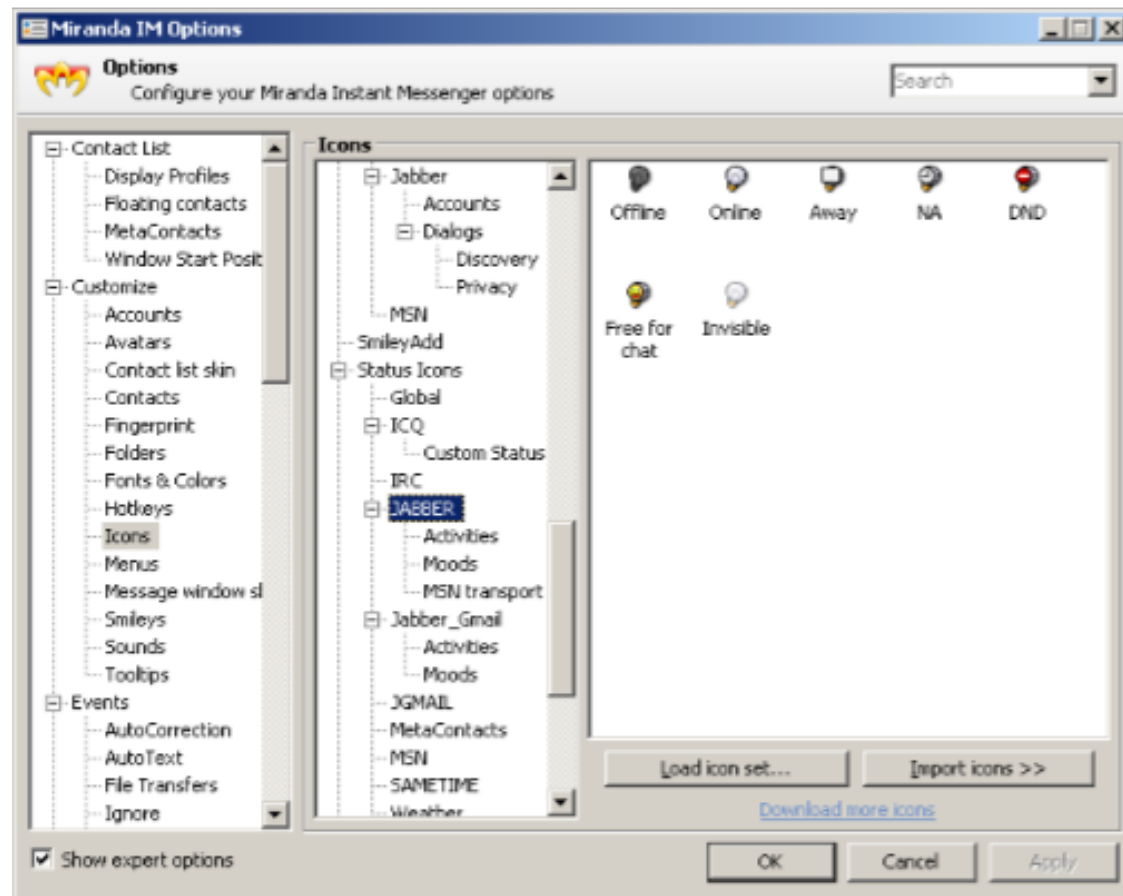 Miranda IM Options
Options
Configure your Miranda Instant Messenger options
Search
Contact List
Display Profiles
Floating contacts
MetaContacts
Window Start Posit
Customize
Accounts
Avatars
Contact list skin
Contacts
Fingerprint
Folders
Fonts & Colors
Hotkeys
Icons
Menus
Message window sl
Smileys
Sounds
Tooltips
Events
AutoCorrection
AutoText
File Transfers
Ignore
Icons
Jabber
Accounts
Dialogs
Discovery
Privacy
MSN
SmileyAdd
Status Icons
Global
ICQ
Custom Status
IRC
JABBER
Activities
Moods
MSN transport
Jabber_Gmail
Activities
Moods
JGMAIL
MetaContacts
MSN
SAMETIME
Weather
Offline Online Away NA DND
Free for chat
Invisible
Load icon set...
Import icons >>
Download more icons
Show expert options
OK
Cancel
Apply